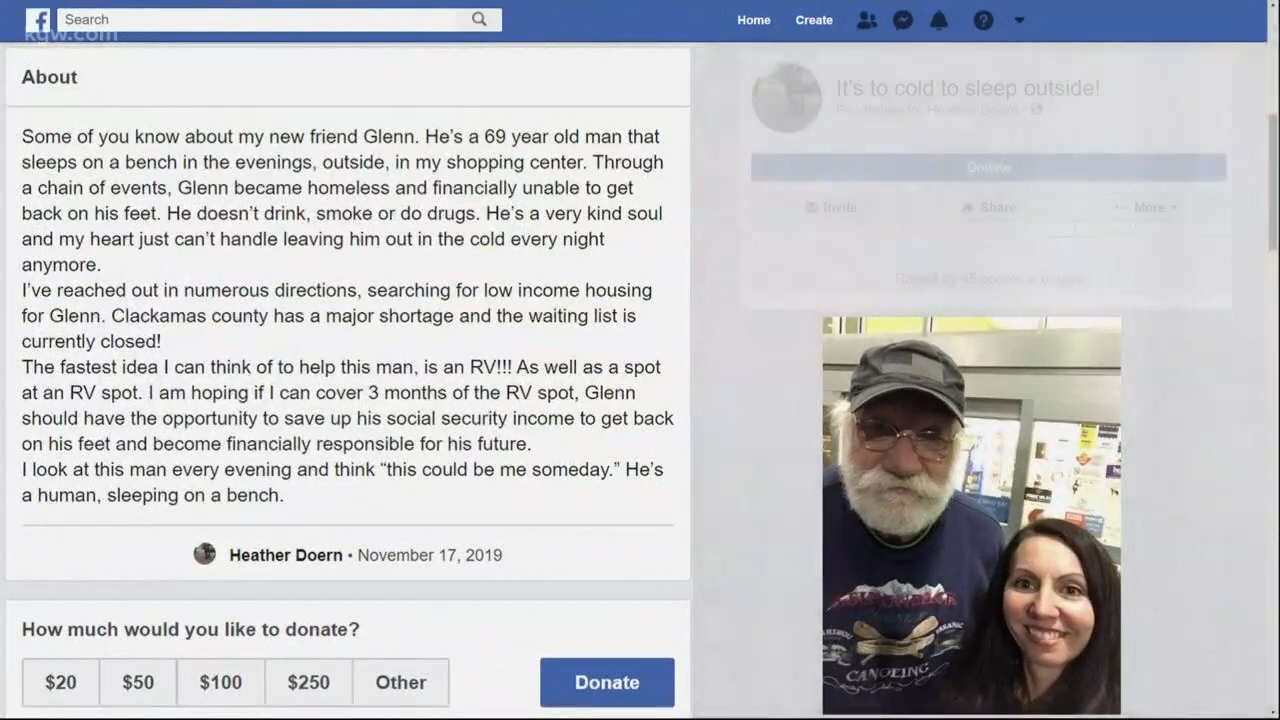 f
Search
Home
Create
kgw.com
About
Some of you know about my new friend Glenn. He's a 69 year old man that
sleeps on a bench in the evenings, outside, in my shopping center. Through
a chain of events, Glenn became homeless and financially unable to get
back on his feet. He doesn't drink, smoke or do drugs. He's a very kind soul
and my heart just can't handle leaving him out in the cold every night
anymore.
I've reached out in numerous directions, searching for low income housing
for Glenn. Clackamas county has a major shortage and the waiting list is
currently closed!
The fastest idea I can think of to help this man, is an RV!!! As well as a spot
at an RV spot. I am hoping if I can cover 3 months of the RV spot, Glenn
should have the opportunity to save up his social security income to get back
on his feet and become financially responsible for his future.
I look at this man every evening and think “this could be me someday.” He's
a human, sleeping on a bench.
Heather Doern • November 17, 2019
How much would you like to donate?
$20
$50
$100
$250
Other
Donate
It's to cold to sleep outside!
Heather Doern
Donate
Invite
Share
More
CANOEING